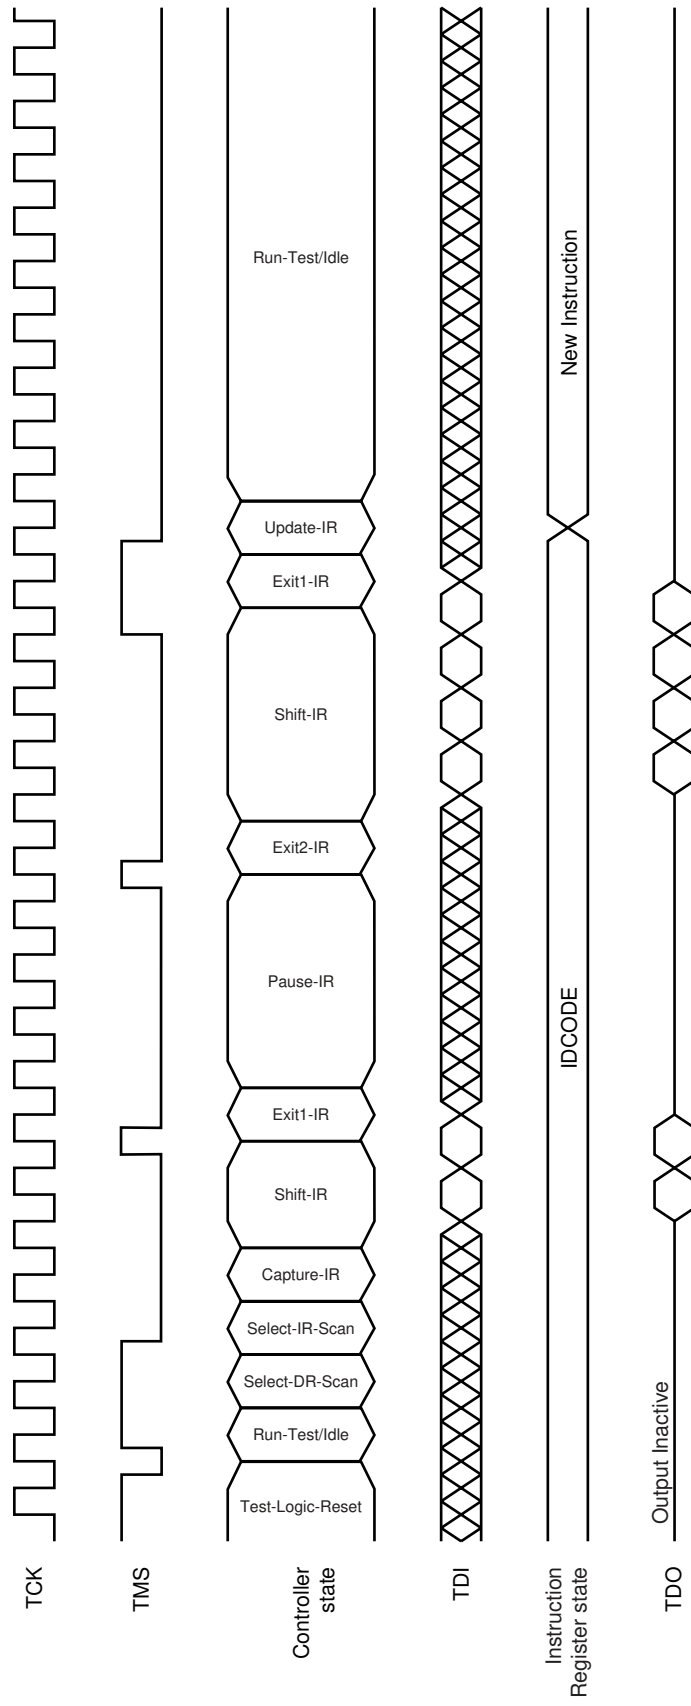 Run-Test/Idle
New Instruction
Update-IR
Exit1-IR
Shift-IR
Exit2-IR
Pause-IR
IDCODE
Exit1-IR
Shift-IR
Capture-IR
Select-IR-Scan
Select-DR-Scan
Run-Test/Idle
Output Inactive
Test-Logic-Reset
TCK
TMS
Controller
state
TDI
Instruction
Register state
TDO